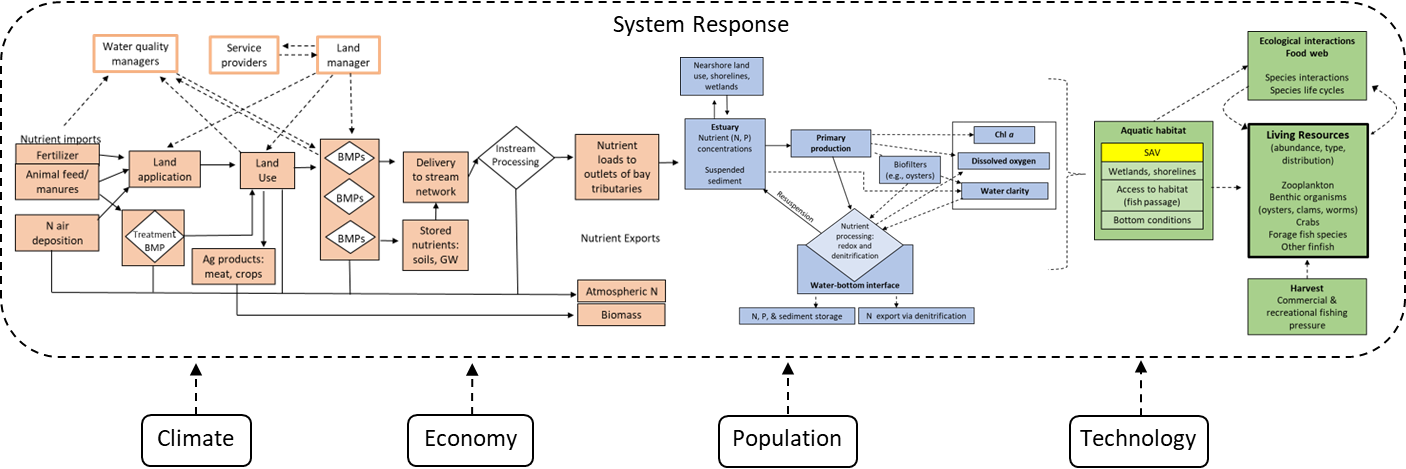 System Response
Water quality
managers
Service
providers
Land
manager
Nutrient imports
Fertilizer
Animal feed/
manures
N air
deposition
Land
application
Treatment
BMP
Land
Use
Ag products:
meat, crops
BMPs
BMPs
BMPs
Delivery
to stream
network
Stored
nutrients:
soils, GW
Instream
Processing
Nutrient
loads to
outlets of bay
tributaries
Nutrient Exports
Atmospheric N
Biomass
Nearshore land
use, shorelines,
wetlands
Estuary
Nutrient (N, P)
concentrations
Suspended
sediment
Primary
production
Biofilters
(e.g., oysters)
Chl a
Dissolved oxygen
Water clarity
Resuspension
Nutrient
processing:
redox and
denitrification
Water-bottom interface
N, P, & sediment storage
N export via denitrification
Aquatic habitat
SAV
Wetlands, shorelines
Access to habitat
(fish passage)
Bottom conditions
Ecological interactions
Food web
Species interactions
Species life cycles
Living Resources
(abundance, type,
distribution)
Zooplankton
Benthic organisms
(oysters, clams, worms)
Crabs
Forage fish species
Other finfish
Harvest
Commercial &
recreational fishing
pressure
Climate
Economy
Population
Technology